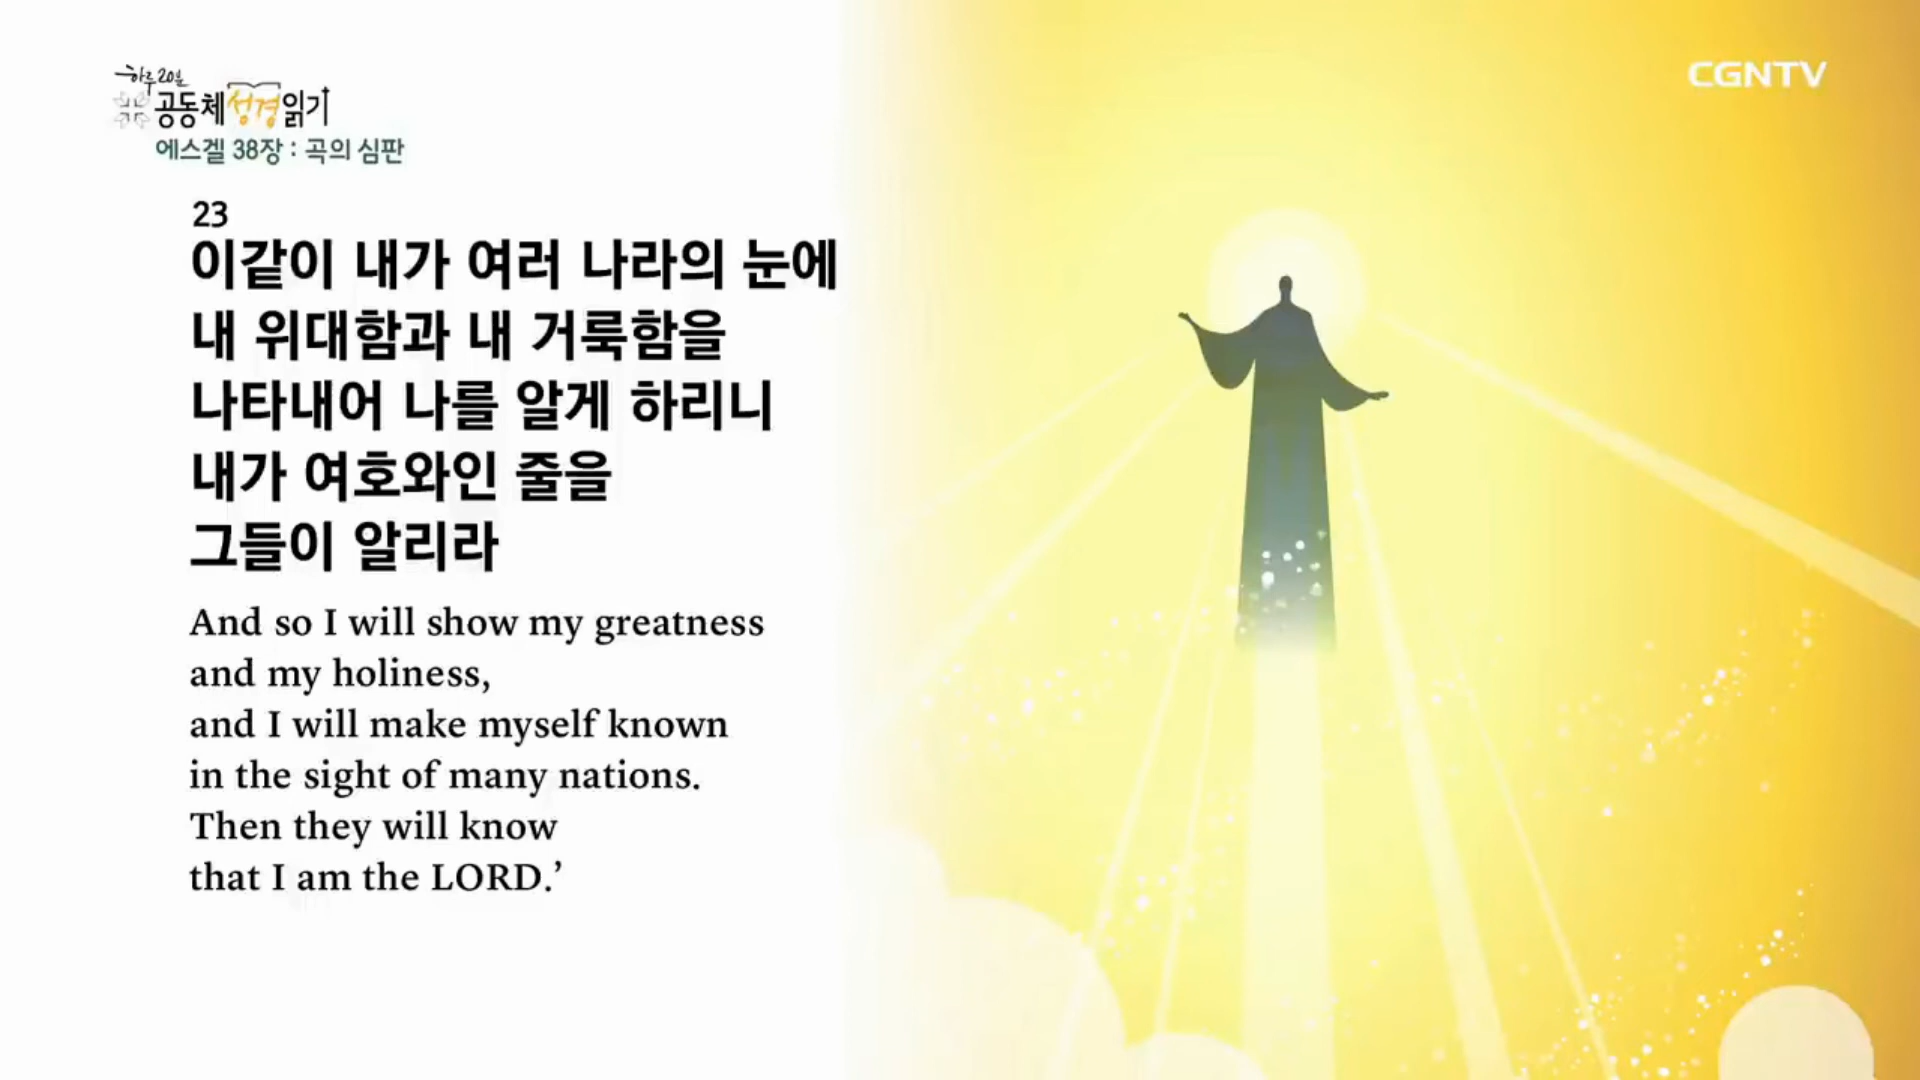 하루 20분
공동체성경읽기
에스겔 38장 : 곡의 심판
CGNTV
23
이같이 내가 여러 나라의 눈에
내 위대함과 내 거룩함을
나타내어 나를 알게 하리니
내가 여호와인 줄을
그들이 알리라
And so I will show my greatness
and my holiness,
and I will make myself known
in the sight of many nations.
Then they will know
that I am the LORD.’